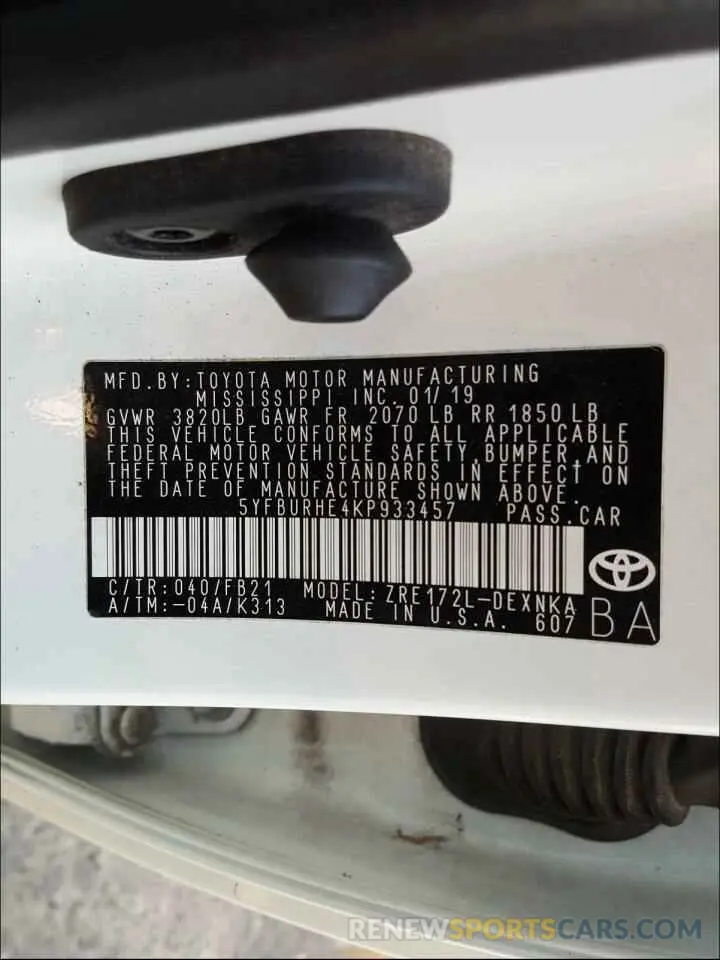 MFD.BY:TOYOTA MOTOR MANUFACTURING
MISSISSIPPI INC. 01/19
GVWR 3820LB GAWR FR 2070 LB RR 1850 LB
THIS VEHICLE CONFORMS TO ALL APPLICABLE
FEDERAL MOTOR VEHICLE SAFETY, BUMPER, AND
THEFT PREVENTION STANDARDS IN EFFECT ON
THE DATE OF MANUFACTURE SHOWN ABOVE.
5YFBURHE4KP933457 PASS.CAR
C/TR:040/FB21 MODEL:ZRE172L-DEXNKA
A/TM:-04A/K313 MADE IN U.S.A. 607 BA
RENEWSPORTSCARS.COM